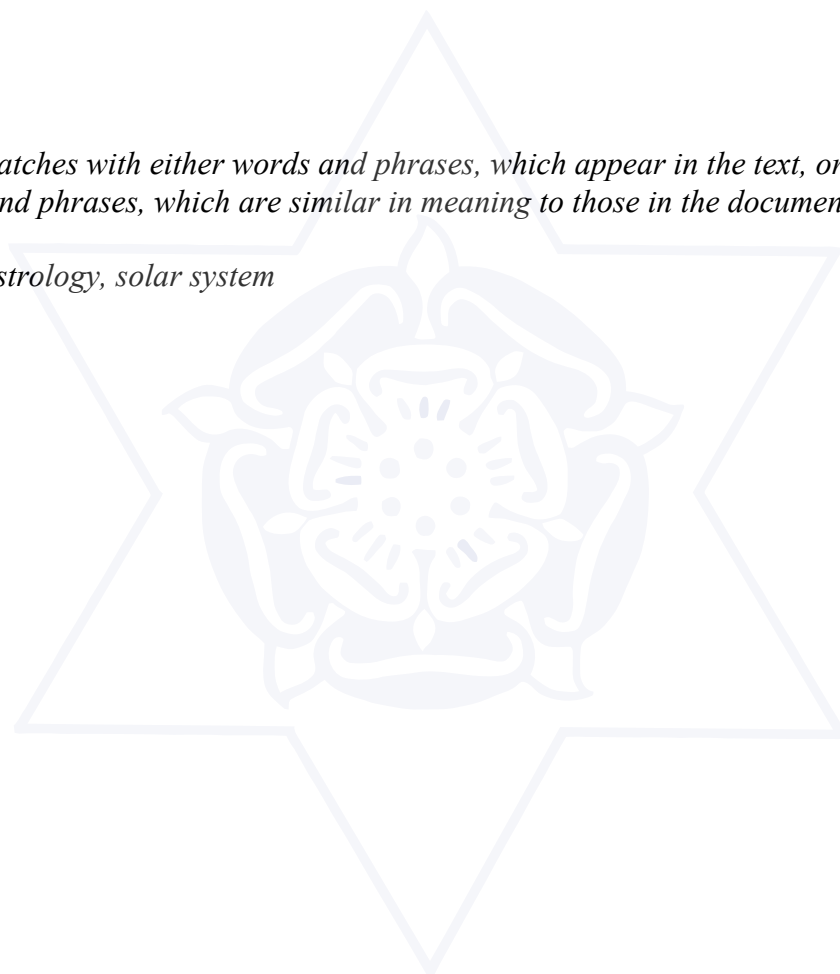 atches with either words and phrases, which appear in the text, or
nd phrases, which are similar in meaning to those in the documen
strology, solar system